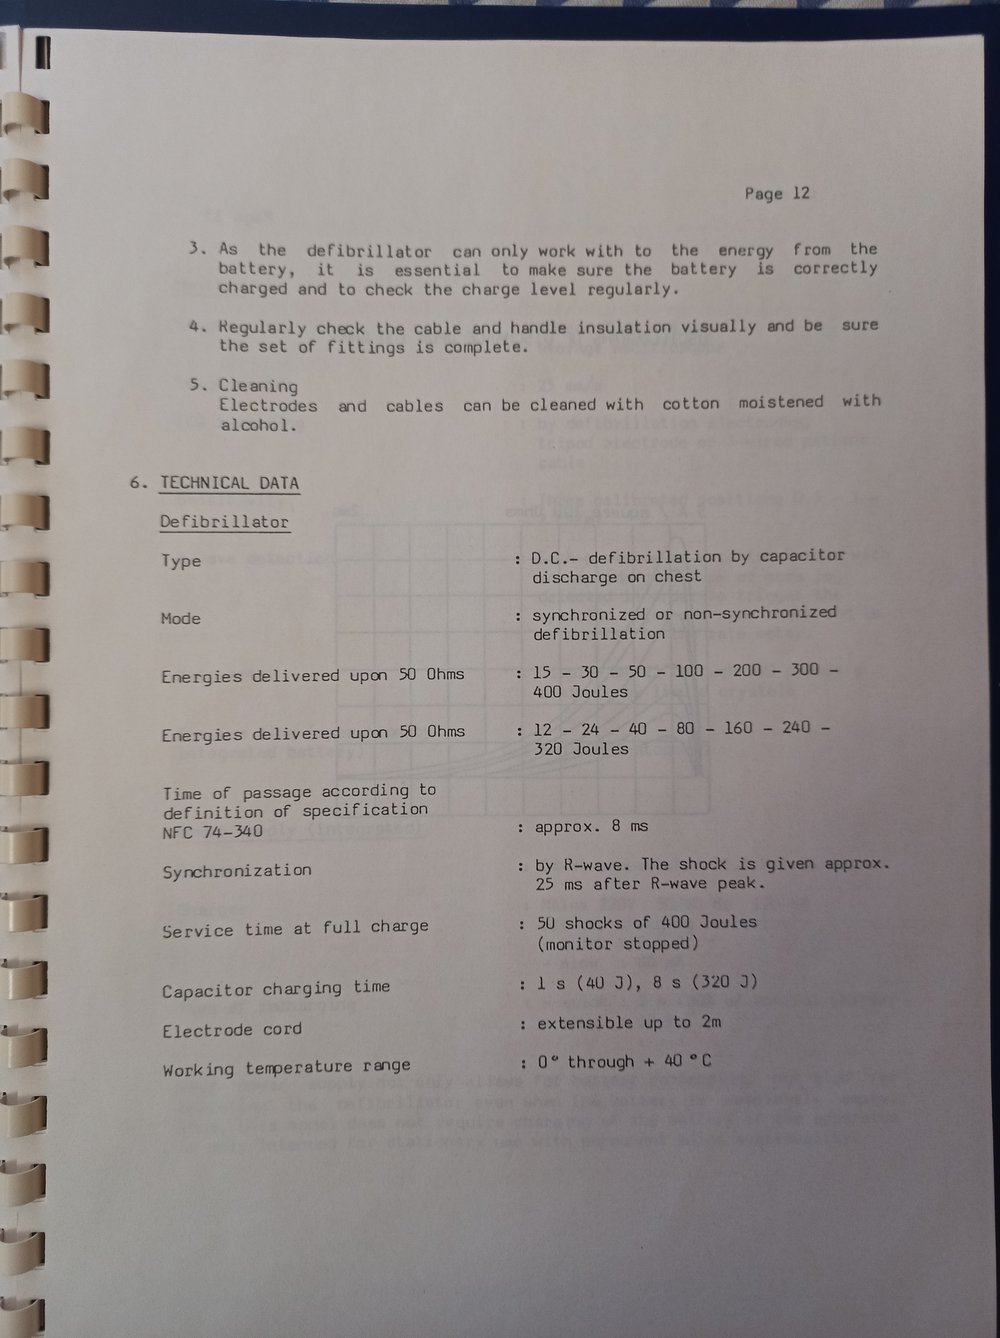 Page 12
3. As the defibrillator can only work with to the energy from the
battery, it is essential to make sure the battery is correctly
charged and to check the charge level regularly.
4. Regularly check the cable and handle insulation visually and be sure
the set of fittings is complete.
5. Cleaning
Electrodes and cables can be cleaned with cotton moistened with
alcohol.
6. TECHNICAL DATA
Defibrillator
Type : D.C.- defibrillation by capacitor
discharge on chest
Mode : synchronized or non-synchronized
defibrillation
Energies delivered upon 50 Ohms : 15 - 30 - 50 - 100 - 200 - 300 -
400 Joules
Energies delivered upon 50 Ohms : 12 - 24 - 40 - 80 - 160 - 240 -
320 Joules
Time of passage according to
definition of specification
NFC 74-340 : approx. 8 ms
Synchronization : by R-wave. The shock is given approx.
25 ms after R-wave peak.
Service time at full charge : 50 shocks of 400 Joules
(monitor stopped)
Capacitor charging time : 1 s (40 J), 8 s (320 J)
Electrode cord : extensible up to 2m
Working temperature range : 0° through + 40 °C